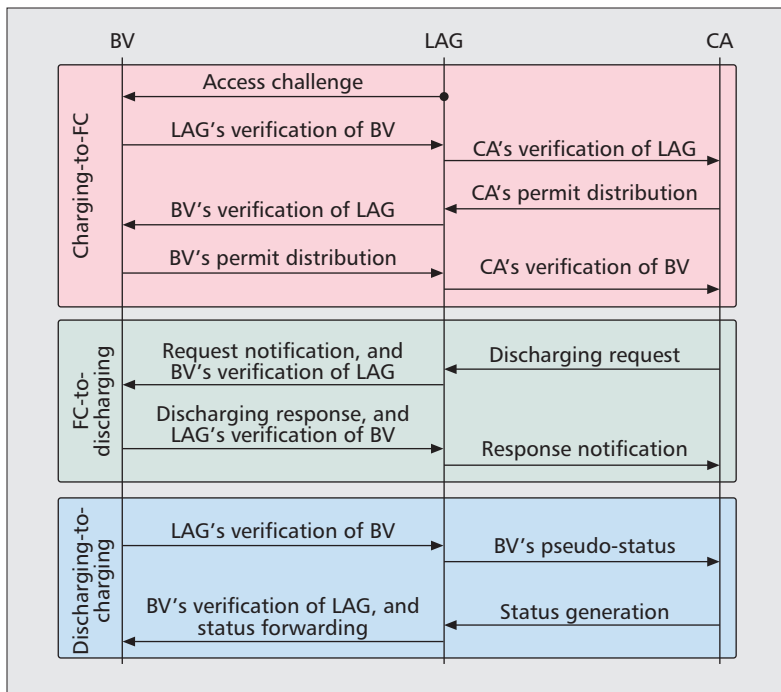 BV
LAG
CA
Charging-to-FC
Access challenge
LAG's verification of BV
CA's verification of LAG
CA's permit distribution
BV's verification of LAG
BV's permit distribution
CA's verification of BV
FC-to-
discharging
Request notification, and
BV's verification of LAG
Discharging request
Discharging response, and
LAG's verification of BV
Response notification
Discharging-to-
charging
LAG's verification of BV
BV's pseudo-status
BV's verification of LAG, and
status forwarding
Status generation